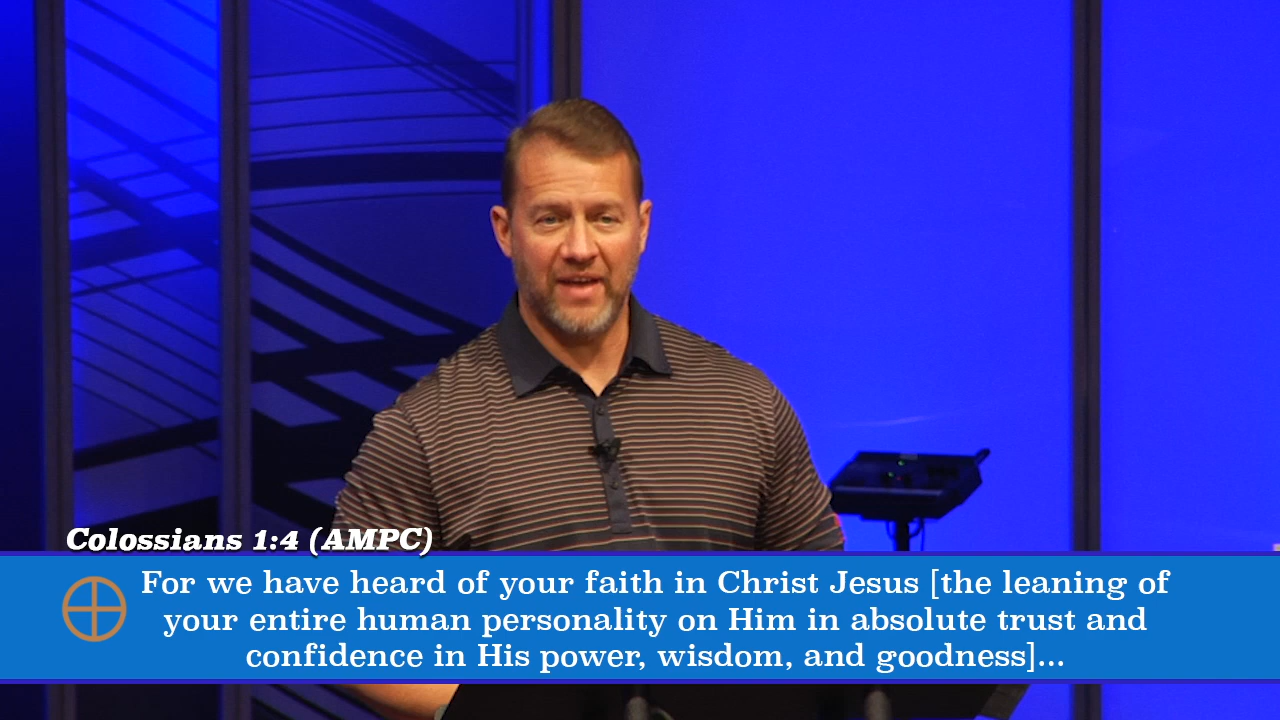 Colossians 1:4 (AMPC)
For we have heard of your faith in Christ Jesus [the leaning of
your entire human personality on Him in absolute trust and
confidence in His power, wisdom, and goodness]...